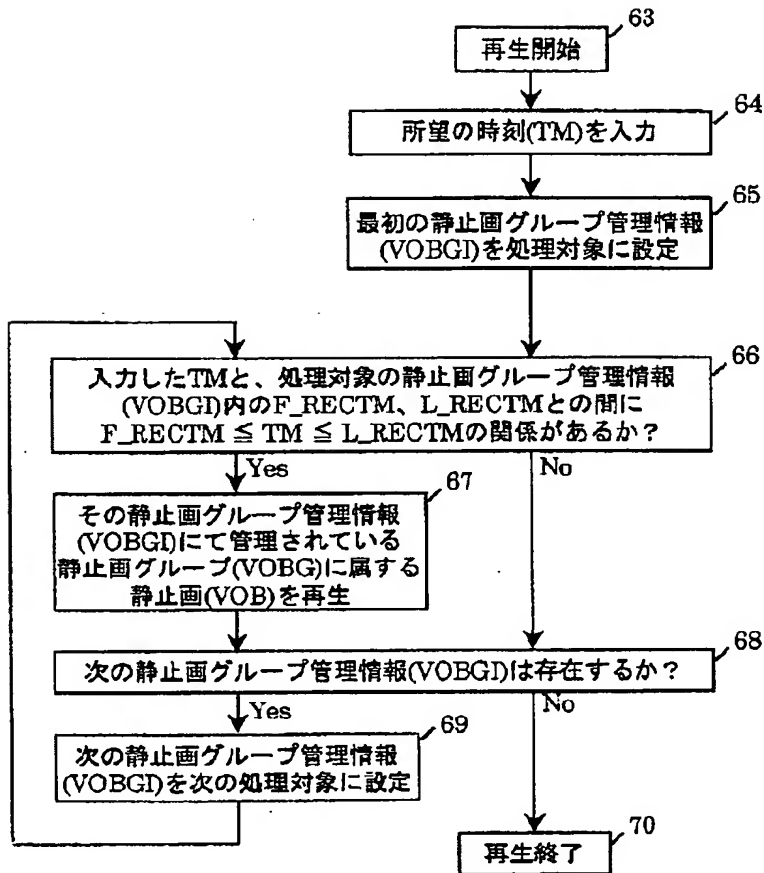 63
再生開始
64
所望の時刻(TM)を入力
65
最初の静止画グループ管理情報
(VOBGI)を処理対象に設定
66
入力したTMと、処理対象の静止画グループ管理情報
(VOBGI)内のF_RECTM、L_RECTMとの間に
F_RECTM ≦ TM ≦ L_RECTMの関係があるか?
Yes
No
67
その静止画グループ管理情報
(VOBGI)にて管理されている
静止画グループ(VOBG)に属する
静止画(VOB)を再生
68
次の静止画グループ管理情報(VOBGI)は存在するか?
Yes
No
69
次の静止画グループ管理情報
(VOBGI)を次の処理対象に設定
70
再生終了